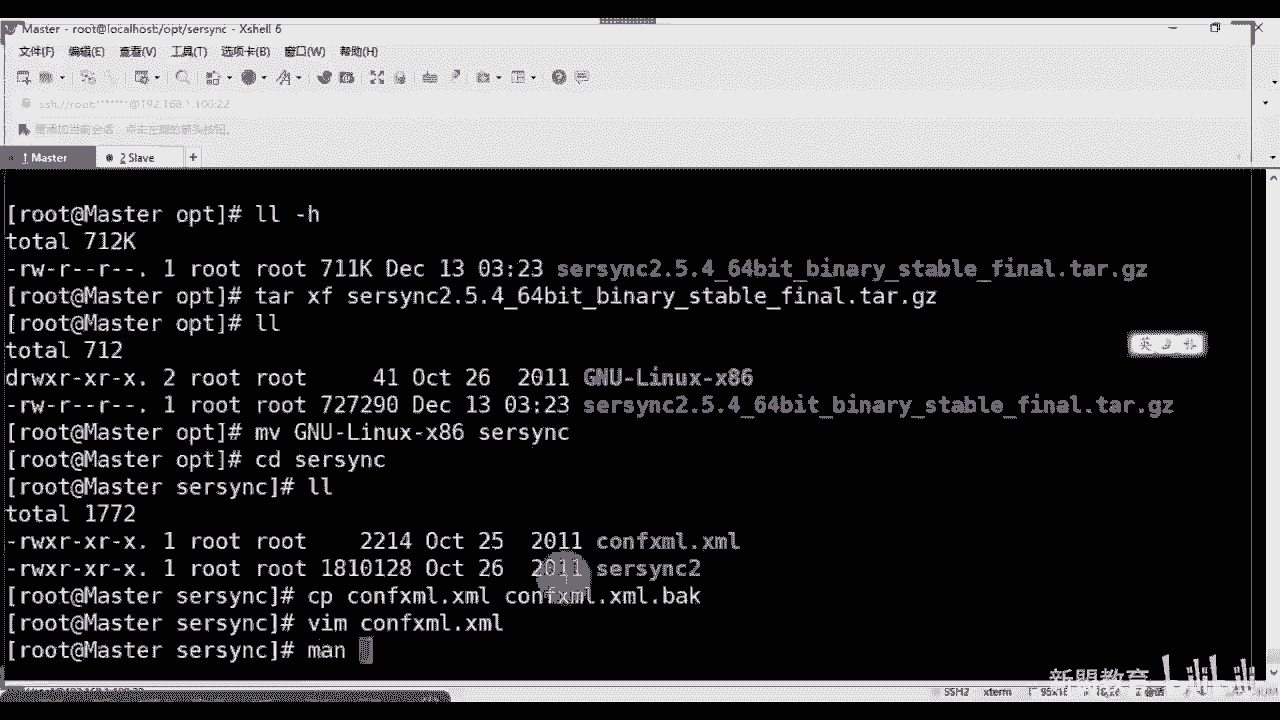 Master - root@localhost:/opt/sersync - Xshell 6
文件(F) 编辑(E) 查看(V) 工具(T) 选项卡(B) 窗口(W) 帮助(H)
ssh://root:*******@192.168.1.100:22
1 Master 2 Slave +
[root@Master opt]# ll -h
total 712K
-rw-r--r--. 1 root root 711K Dec 13 03:23 sersync2.5.4_64bit_binary_stable_final.tar.gz
[root@Master opt]# tar xf sersync2.5.4_64bit_binary_stable_final.tar.gz
[root@Master opt]# ll
total 712
drwxr-xr-x. 2 root root     41 Oct 26  2011 GNU-Linux-x86
-rw-r--r--. 1 root root 727290 Dec 13 03:23 sersync2.5.4_64bit_binary_stable_final.tar.gz
英
[root@Master opt]# mv GNU-Linux-x86 sersync
[root@Master opt]# cd sersync
[root@Master sersync]# ll
total 1772
-rwxr-xr-x. 1 root root    2214 Oct 25  2011 confxml.xml
-rwxr-xr-x. 1 root root 1810128 Oct 26  2011 sersync2
[root@Master sersync]# cp confxml.xml confxml.xml.bak
[root@Master sersync]# vim confxml.xml
[root@Master sersync]# man
新盟教育
SSH2 xterm